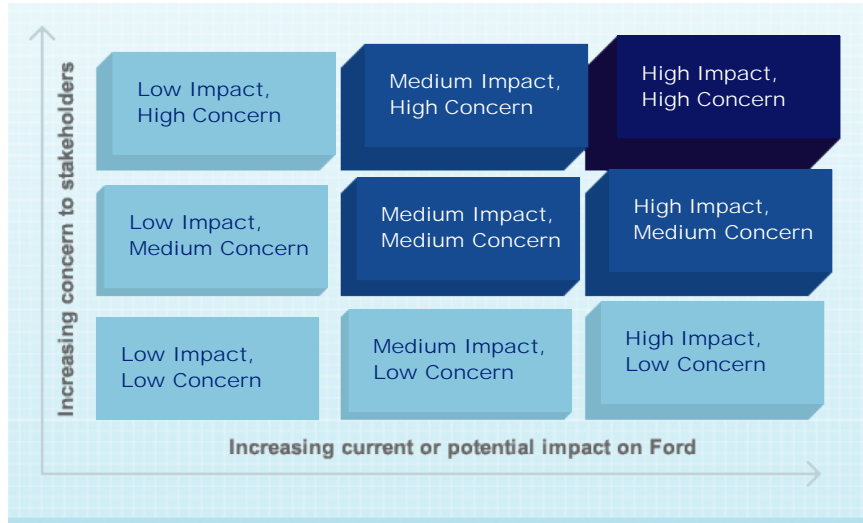 Increasing concern to stakeholders
Low Impact,
High Concern
Medium Impact,
High Concern
High Impact,
High Concern
Low Impact,
Medium Concern
Medium Impact,
Medium Concern
High Impact,
Medium Concern
Low Impact,
Low Concern
Medium Impact,
Low Concern
High Impact,
Low Concern
Increasing current or potential impact on Ford